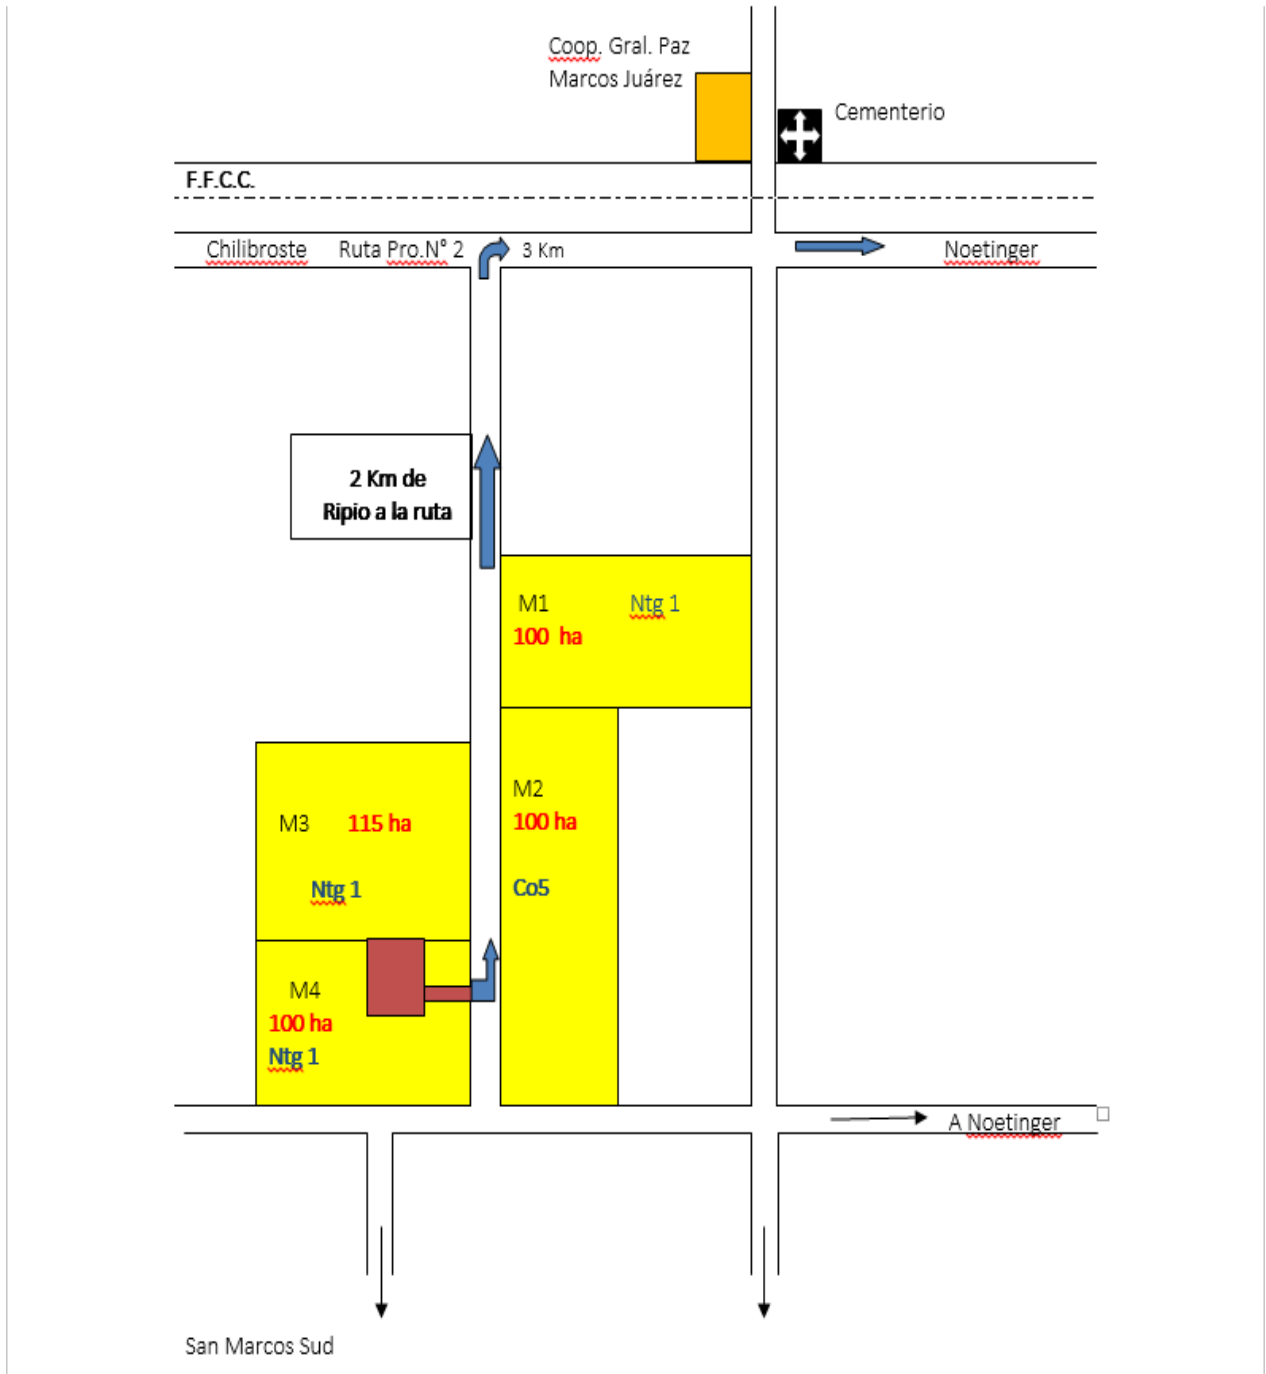 Coop. Gral. Paz
Marcos Juárez
Cementerio
F.F.C.C.
Chilibroste Ruta Pro.N° 2 3 Km Noetinger
2 Km de
Ripio a la ruta
M1 Ntg 1
100 ha
M2
100 ha
Co5
M3 115 ha
Ntg 1
M4
100 ha
Ntg 1
A Noetinger
San Marcos Sud